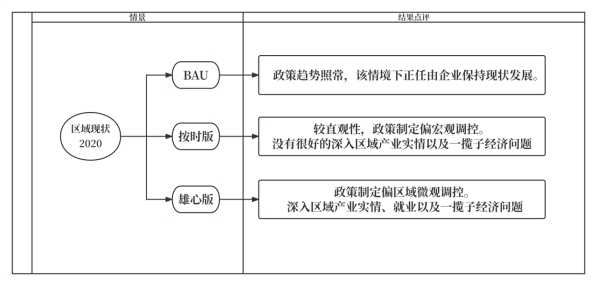 情景
结果点评
区域现状
2020
BAU
政策趋势照常，该情境下正任由企业保持现状发展。
按时版
较直观性，政策制定偏宏观调控。
没有很好的深入区域产业实情以及一揽子经济问题
雄心版
政策制定偏区域微观调控。
深入区域产业实情、就业以及一揽子经济问题